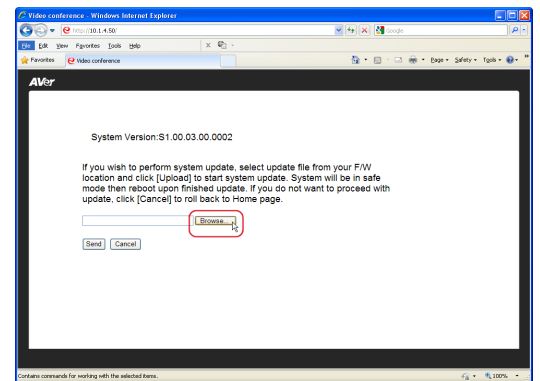 Video conference - Windows Internet Explorer
http://10.1.4.50/
Google
File Edit View Favorites Tools Help
Favorites Video conference
Page Safety Tools
AVer
System Version:S1.00.03.00.0002
If you wish to perform system update, select update file from your F/W
location and click [Upload] to start system update. System will be in safe
mode then reboot upon finished update. If you do not want to proceed with
update, click [Cancel] to roll back to Home page.
Browse...
Send Cancel
Contains commands for working with the selected items.
100%